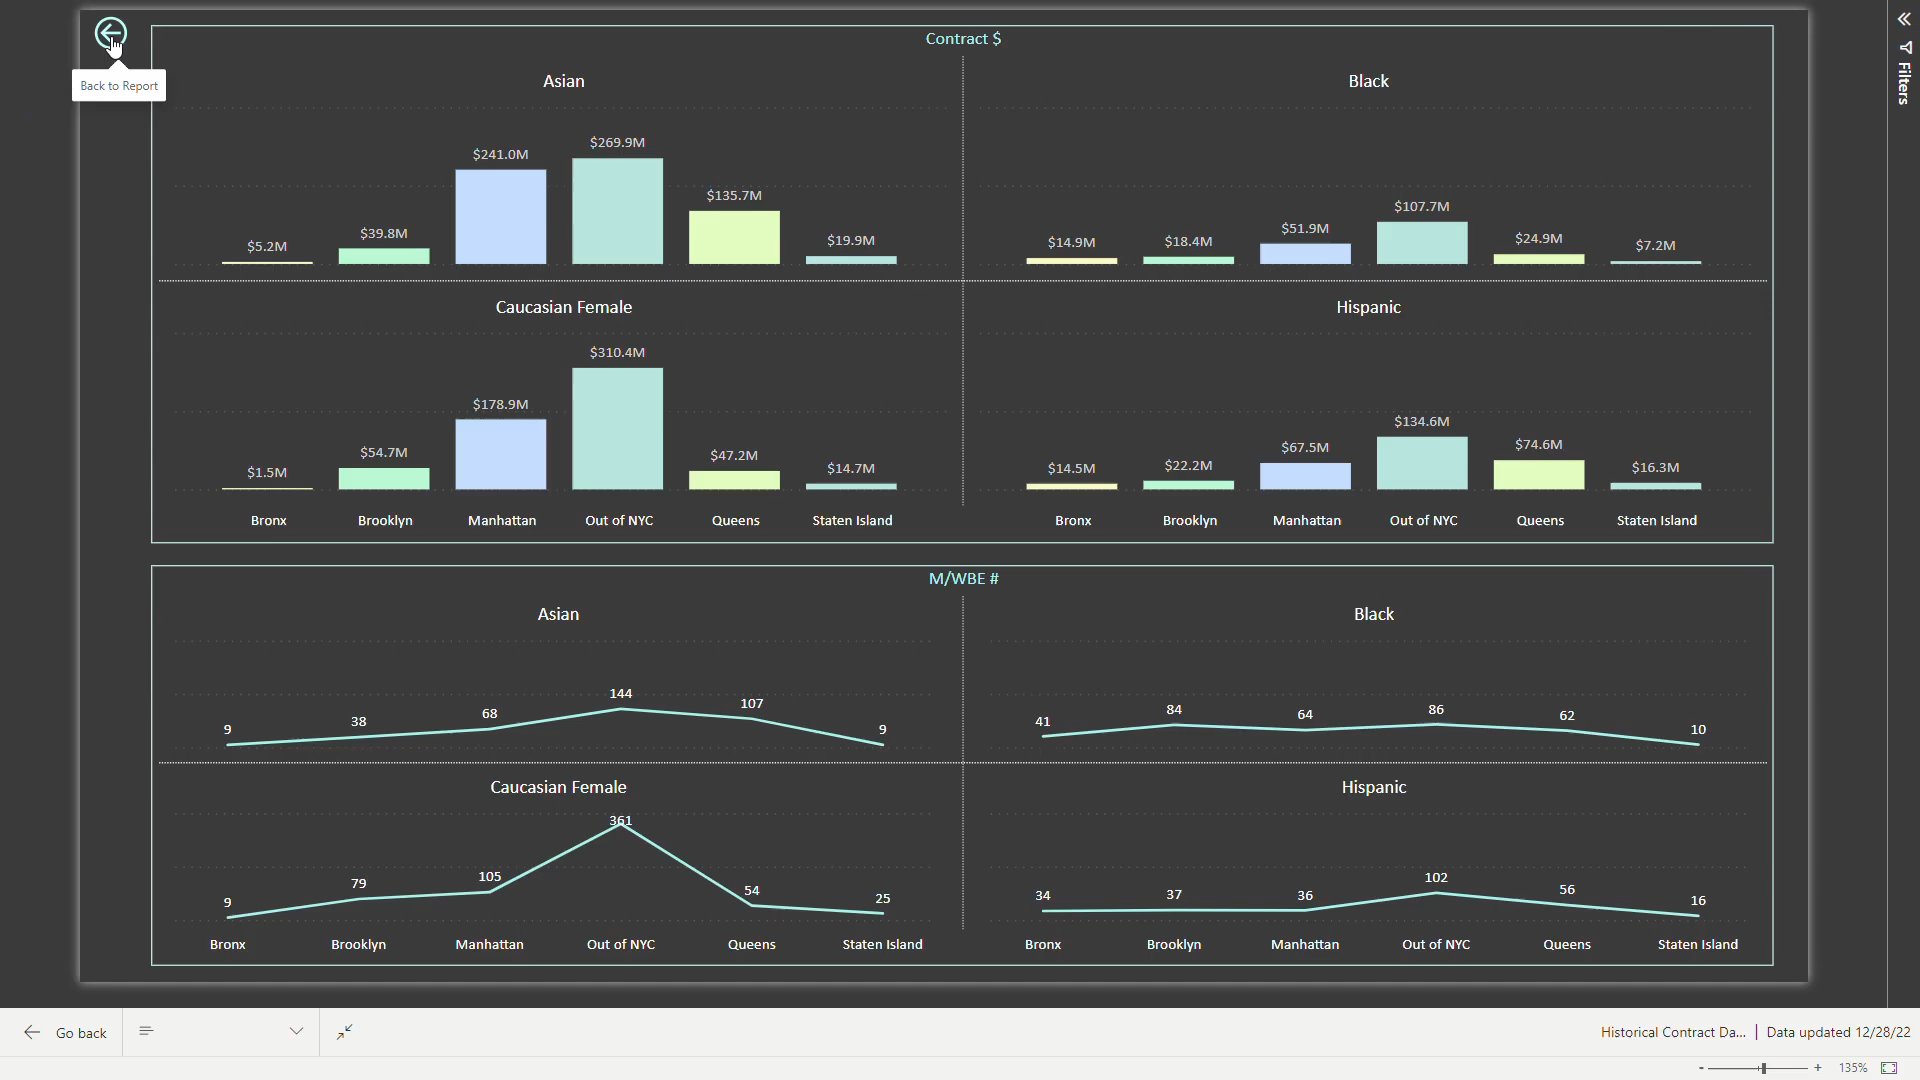 Back to Report
Filters
Contract $
Asian
Black
$5.2M $39.8M $241.0M $269.9M $135.7M $19.9M
$14.9M $18.4M $51.9M $107.7M $24.9M $7.2M
Caucasian Female
Hispanic
$1.5M $54.7M $178.9M $310.4M $47.2M $14.7M
$14.5M $22.2M $67.5M $134.6M $74.6M $16.3M
Bronx Brooklyn Manhattan Out of NYC Queens Staten Island
Bronx Brooklyn Manhattan Out of NYC Queens Staten Island
M/WBE #
Asian
Black
9 38 68 144 107 9
41 84 64 86 62 10
Caucasian Female
Hispanic
9 79 105 361 54 25
34 37 36 102 56 16
Bronx Brooklyn Manhattan Out of NYC Queens Staten Island
Bronx Brooklyn Manhattan Out of NYC Queens Staten Island
Go back
Historical Contract Da... | Data updated 12/28/22
- + 135%